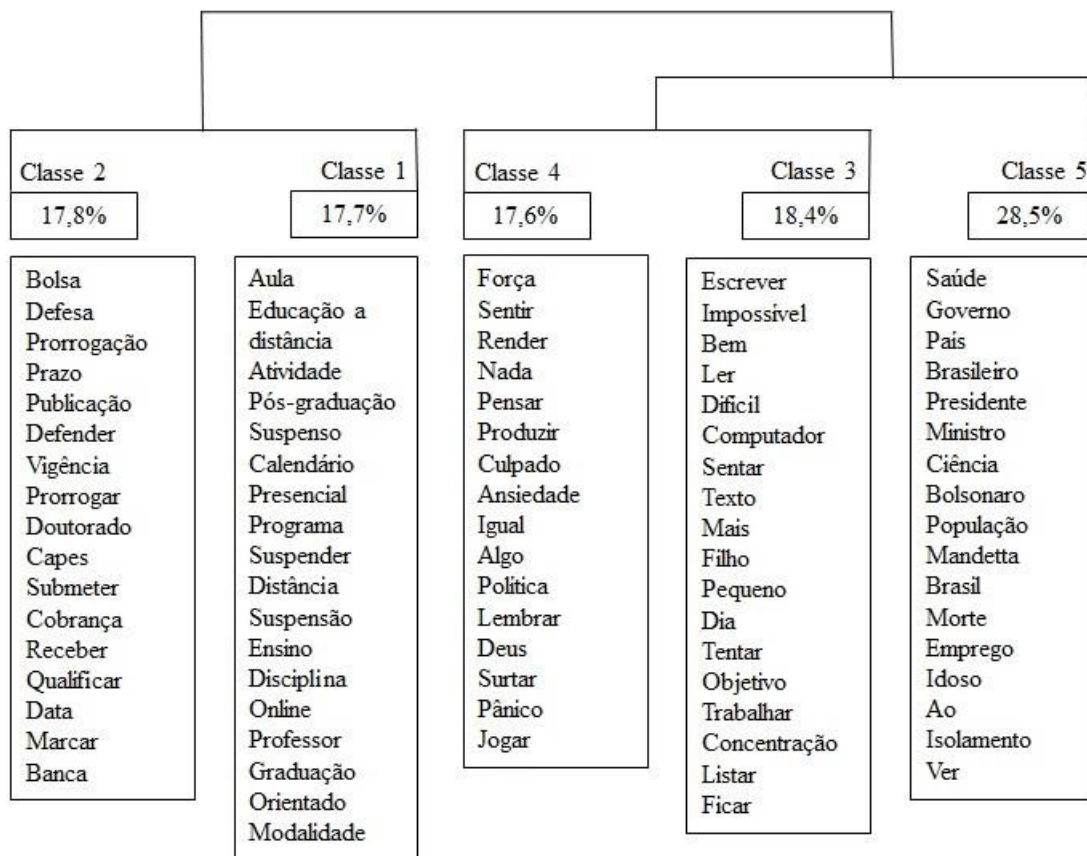 Classe 2
17,8%
Bolsa
Defesa
Prorrogação
Prazo
Publicação
Defender
Vigência
Prorrogar
Doutorado
Capes
Submeter
Cobrança
Receber
Qualificar
Data
Marcar
Banca
Classe 1
17,7%
Aula
Educação a
distância
Atividade
Pós-graduação
Suspenso
Calendário
Presencial
Programa
Suspender
Distância
Suspensão
Ensino
Disciplina
Online
Professor
Graduação
Orientado
Modalidade
Classe 4
17,6%
Força
Sentir
Render
Nada
Pensar
Produzir
Culpado
Ansiedade
Igual
Algo
Política
Lembrar
Deus
Surtar
Pânico
Jogar
Classe 3
18,4%
Escrever
Impossível
Bem
Ler
Difícil
Computador
Sentar
Texto
Mais
Filho
Pequeno
Dia
Tentar
Objetivo
Trabalhar
Concentração
Listar
Ficar
Classe 5
28,5%
Saúde
Governo
País
Brasileiro
Presidente
Ministro
Ciência
Bolsonaro
População
Mandetta
Brasil
Morte
Emprego
Idoso
Ao
Isolamento
Ver